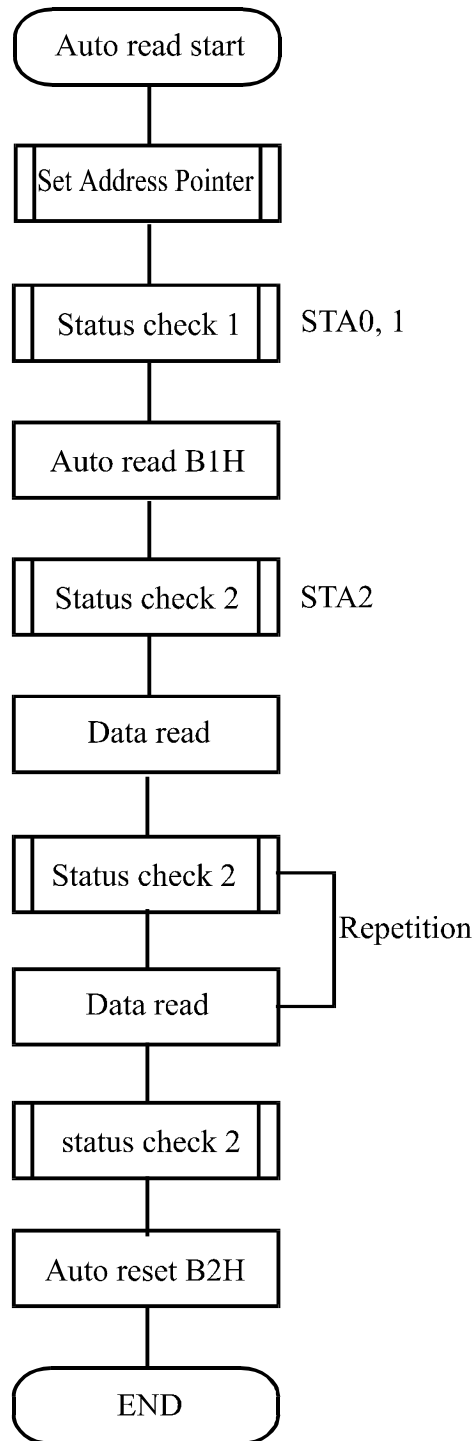 Auto read start
Set Address Pointer
Status check 1
STA0, 1
Auto read B1H
Status check 2
STA2
Data read
Status check 2
Repetition
Data read
status check 2
Auto reset B2H
END